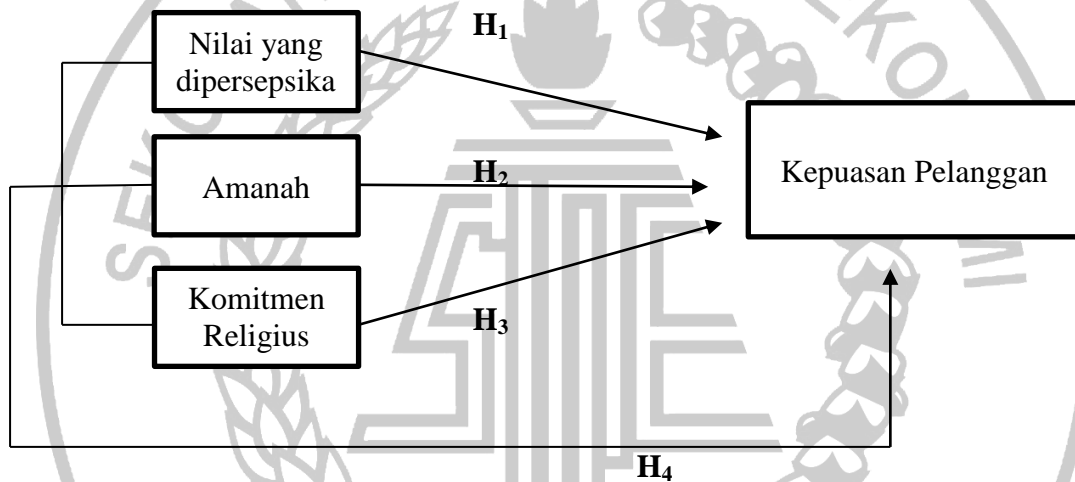 H₁
Nilai yang
dipersepsika
Amanah
H₂
Kepuasan Pelanggan
Komitmen
Religius
H₃
H₄